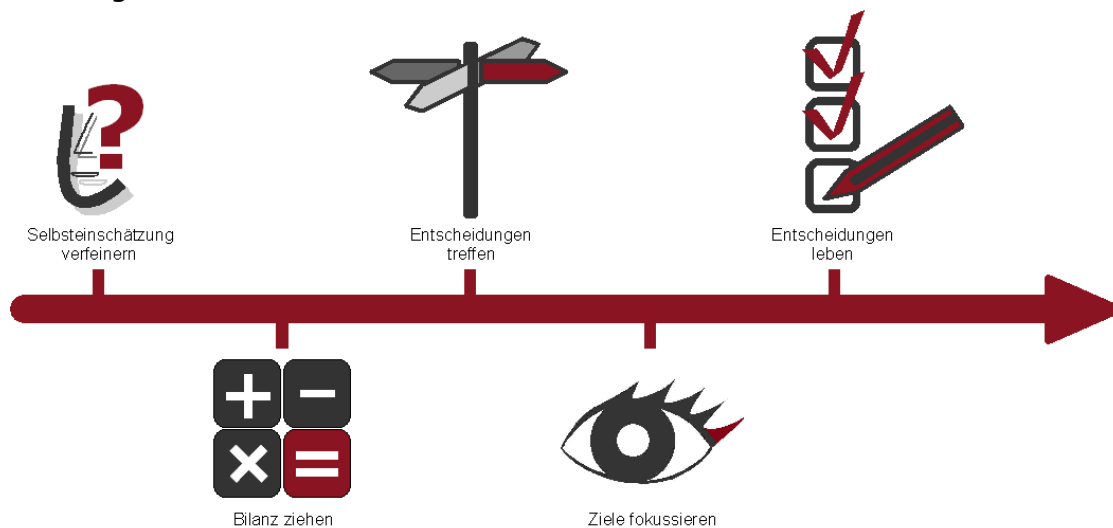 ?
Selbsteinschätzung
verfeinern
Entscheidungen
treffen
Entscheidungen
leben
+ −
× =
Bilanz ziehen
Ziele fokussieren